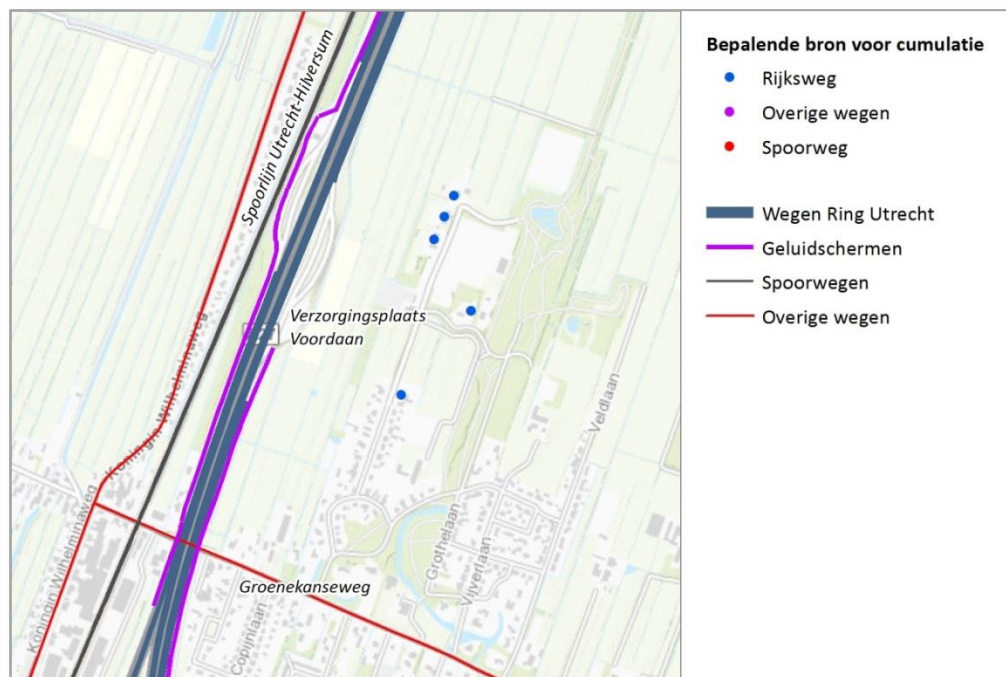 Spoorlijn Utrecht-Hilversum
Koningin Wilhelminaweg
Verzorgingsplaats
Voordaan
Koningin Wilhelminaweg
Groenekanseweg
Copijnlaan
Grothelaan
Vijverlaan
Veldlaan
Bepalende bron voor cumulatie
Rijksweg
Overige wegen
Spoorweg
Wegen Ring Utrecht
Geluidschermen
Spoorwegen
Overige wegen